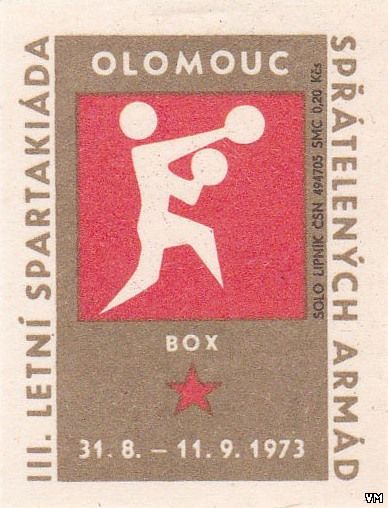 III. LETNÍ SPARTAKIÁDA
OLOMOUC
SPŘÁTELENÝCH ARMÁD
SOLO LIPNÍK ČSN 494705 SMC 0,20 Kčs
BOX
31. 8. – 11. 9. 1973
VM